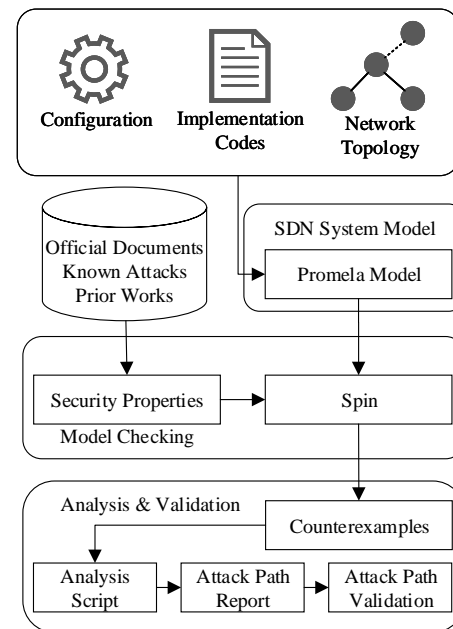 Configuration
Implementation
Codes
Network
Topology
Official Documents
Known Attacks
Prior Works
SDN System Model
Promela Model
Security Properties
Spin
Model Checking
Analysis & Validation
Counterexamples
Analysis
Script
Attack Path
Report
Attack Path
Validation